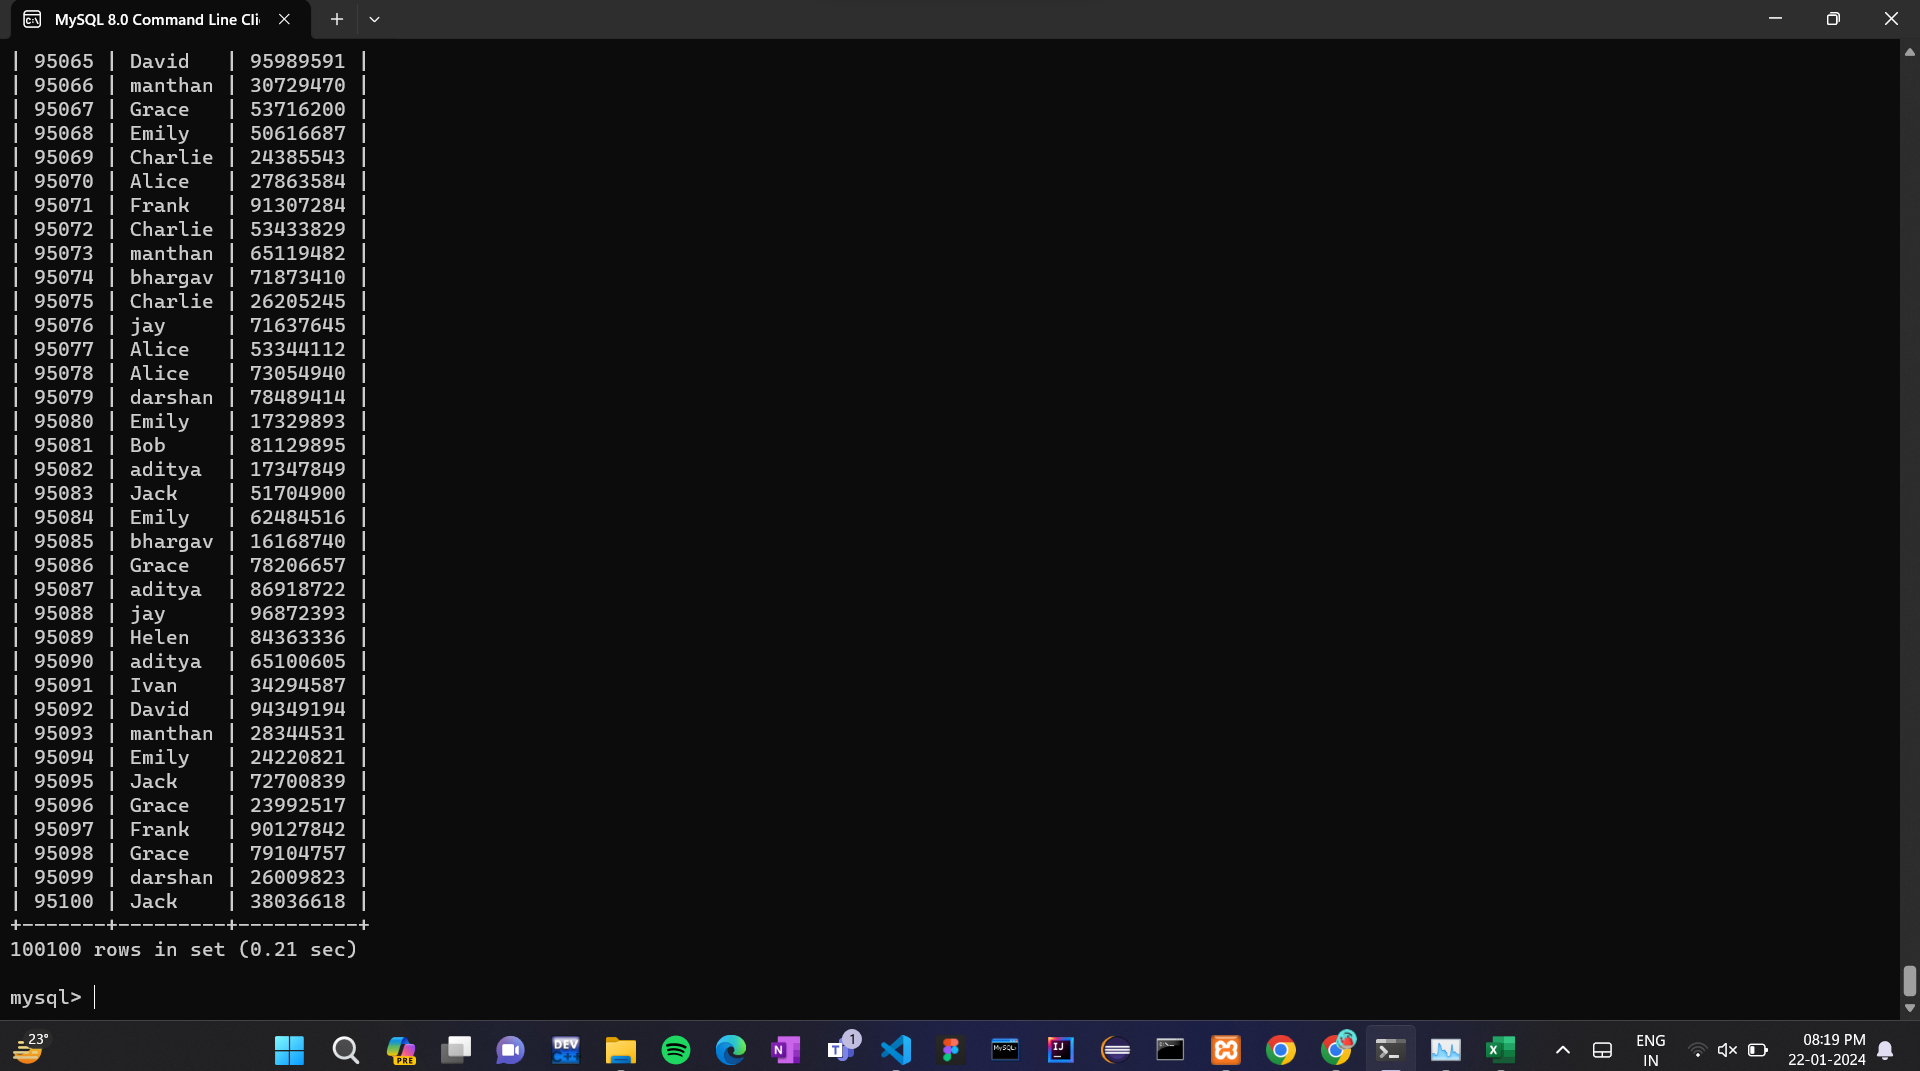 MySQL 8.0 Command Line Cli
| 95065 | David   | 95989591 |
| 95066 | manthan | 30729470 |
| 95067 | Grace   | 53716200 |
| 95068 | Emily   | 50616687 |
| 95069 | Charlie | 24385543 |
| 95070 | Alice   | 27863584 |
| 95071 | Frank   | 91307284 |
| 95072 | Charlie | 53433829 |
| 95073 | manthan | 65119482 |
| 95074 | bhargav | 71873410 |
| 95075 | Charlie | 26205245 |
| 95076 | jay     | 71637645 |
| 95077 | Alice   | 53344112 |
| 95078 | Alice   | 73054940 |
| 95079 | darshan | 78489414 |
| 95080 | Emily   | 17329893 |
| 95081 | Bob     | 81129895 |
| 95082 | aditya  | 17347849 |
| 95083 | Jack    | 51704900 |
| 95084 | Emily   | 62484516 |
| 95085 | bhargav | 16168740 |
| 95086 | Grace   | 78206657 |
| 95087 | aditya  | 86918722 |
| 95088 | jay     | 96872393 |
| 95089 | Helen   | 84363336 |
| 95090 | aditya  | 65100605 |
| 95091 | Ivan    | 34294587 |
| 95092 | David   | 94349194 |
| 95093 | manthan | 28344531 |
| 95094 | Emily   | 24220821 |
| 95095 | Jack    | 72700839 |
| 95096 | Grace   | 23992517 |
| 95097 | Frank   | 90127842 |
| 95098 | Grace   | 79104757 |
| 95099 | darshan | 26009823 |
| 95100 | Jack    | 38036618 |
+-------+---------+----------+
100100 rows in set (0.21 sec)
mysql>
23°
PRE
DEV
C++
N
T
1
MySQL>
IJ
X
ENG
IN
08:19 PM
22-01-2024